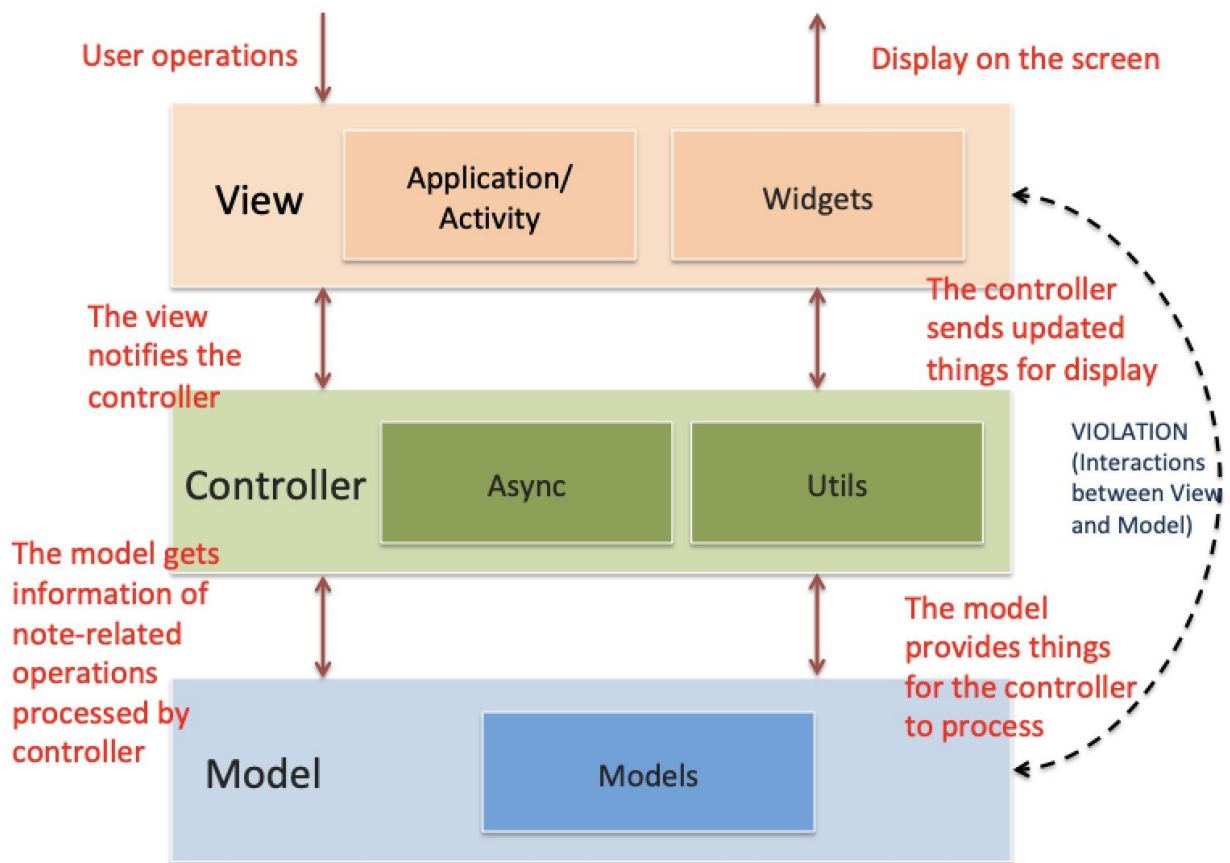 User operations
Display on the screen
View
Application/
Activity
Widgets
The view
notifies the
controller
The controller
sends updated
things for display
Controller
Async
Utils
VIOLATION
(Interactions
between View
and Model)
The model gets
information of
note-related
operations
processed by
controller
The model
provides things
for the controller
to process
Model
Models